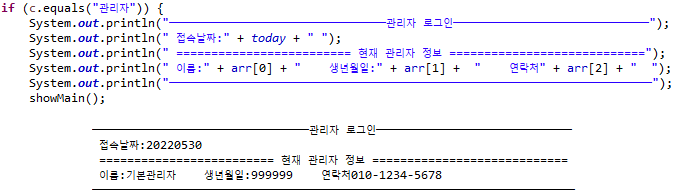 if (c.equals("관리자")) {
System.out.println("───────────────────────────────관리자 로그인────────────────────────────");
System.out.println(" 접속날짜:" + today + " ");
System.out.println(" ========================= 현재 관리자 정보 ============================");
System.out.println(" 이름:" + arr[0] + "    생년월일:" + arr[1] +  "    연락처" + arr[2] + "  ");
System.out.println("─────────────────────────────────────────────────────────────────────");
showMain();
───────────────────────────────관리자 로그인────────────────────────────
접속날짜:20220530
========================= 현재 관리자 정보 ============================
이름:기본관리자    생년월일:999999    연락처010-1234-5678
─────────────────────────────────────────────────────────────────────